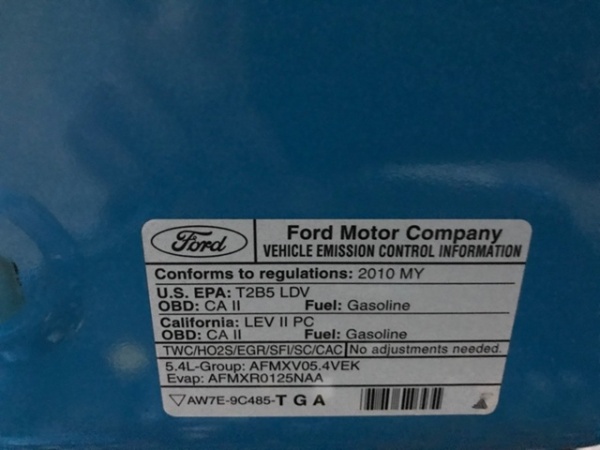 Ford
Ford Motor Company
VEHICLE EMISSION CONTROL INFORMATION
Conforms to regulations: 2010 MY
U.S. EPA: T2B5 LDV
OBD: CA II Fuel: Gasoline
California: LEV II PC
OBD: CA II Fuel: Gasoline
TWC/HO2S/EGR/SFI/SC/CAC No adjustments needed.
5.4L-Group: AFMXV05.4VEK
Evap: AFMXR0125NAA
AW7E-9C485-T G A